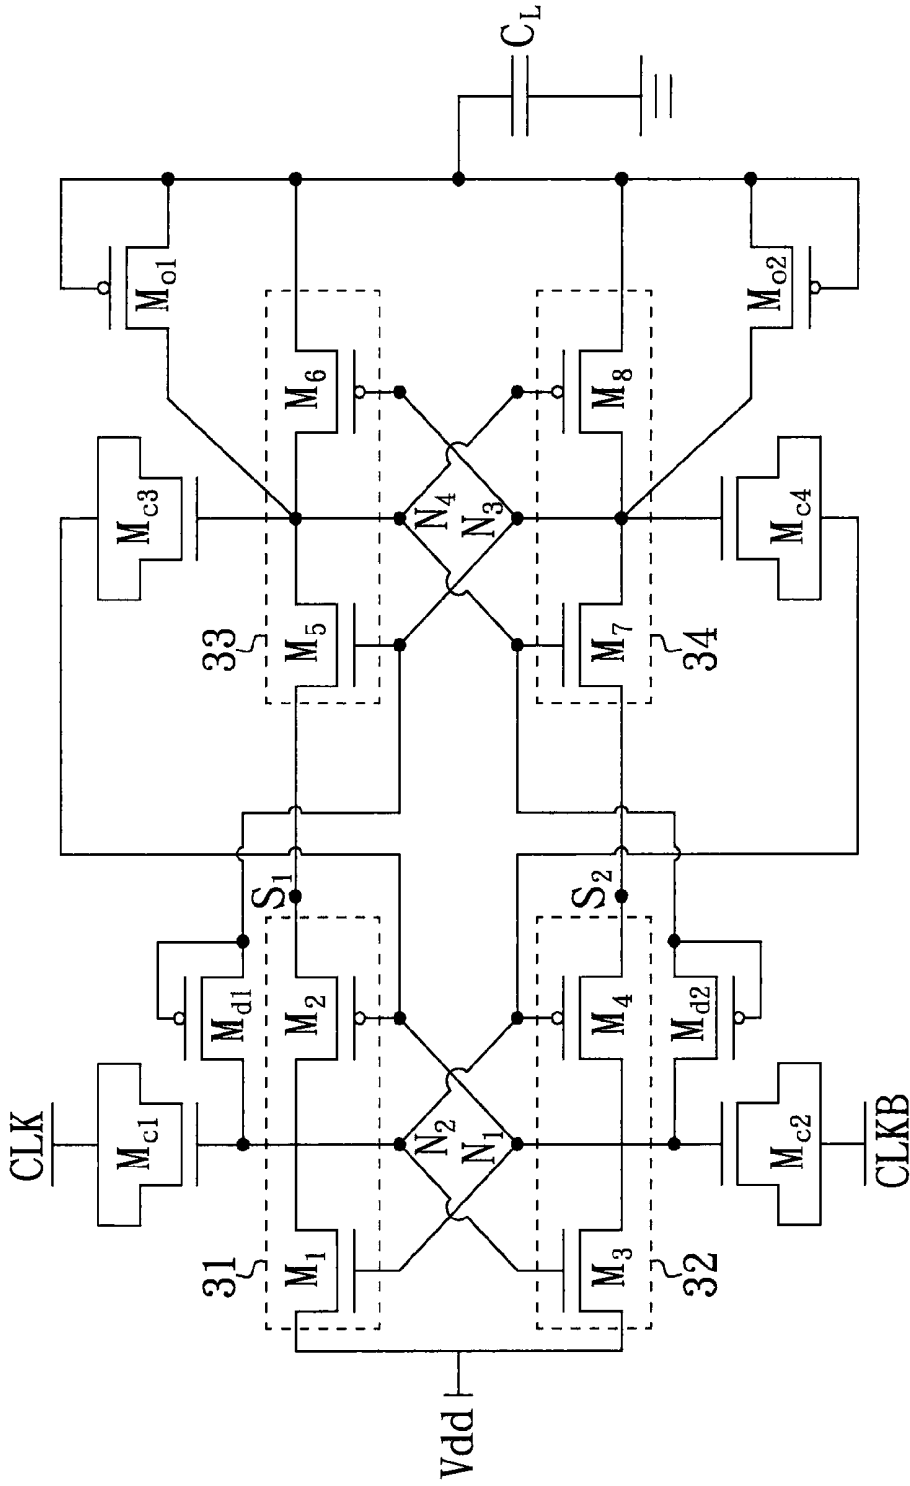 CLK
M_c1
M_d1
M_c3
M_o1
31
33
S_1
M_1
M_2
M_5
M_6
Vdd
N_2
N_1
N_4
N_3
C_L
M_3
M_4
S_2
M_7
M_8
32
34
M_d2
M_c2
M_c4
M_o2
CLKB